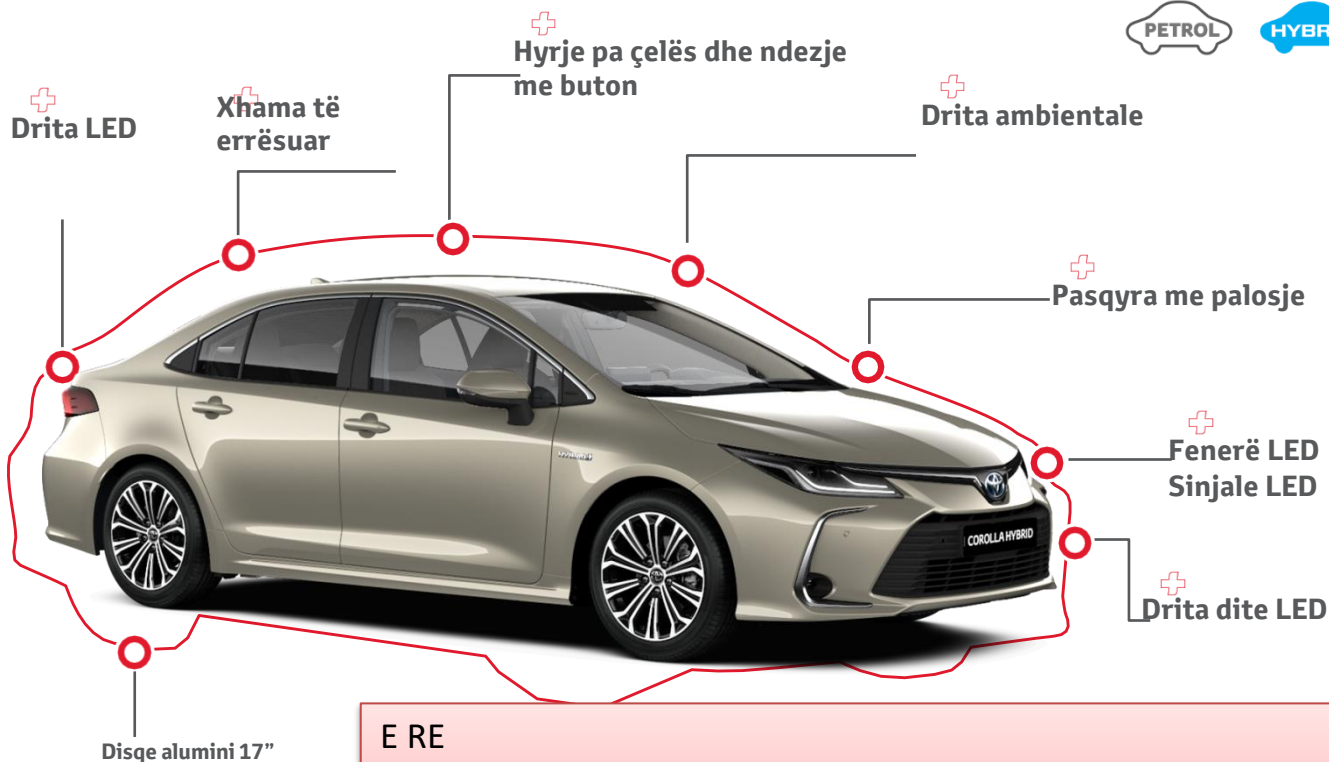 PETROL
HYBR
Hyrje pa çelës dhe ndezje
me buton
Drita LED
Xhama të
errësuar
Drita ambientale
Pasqyra me palosje
Fenerë LED
Sinjale LED
COROLLA HYBRID
Drita dite LED
Disqe alumini 17”
E RE